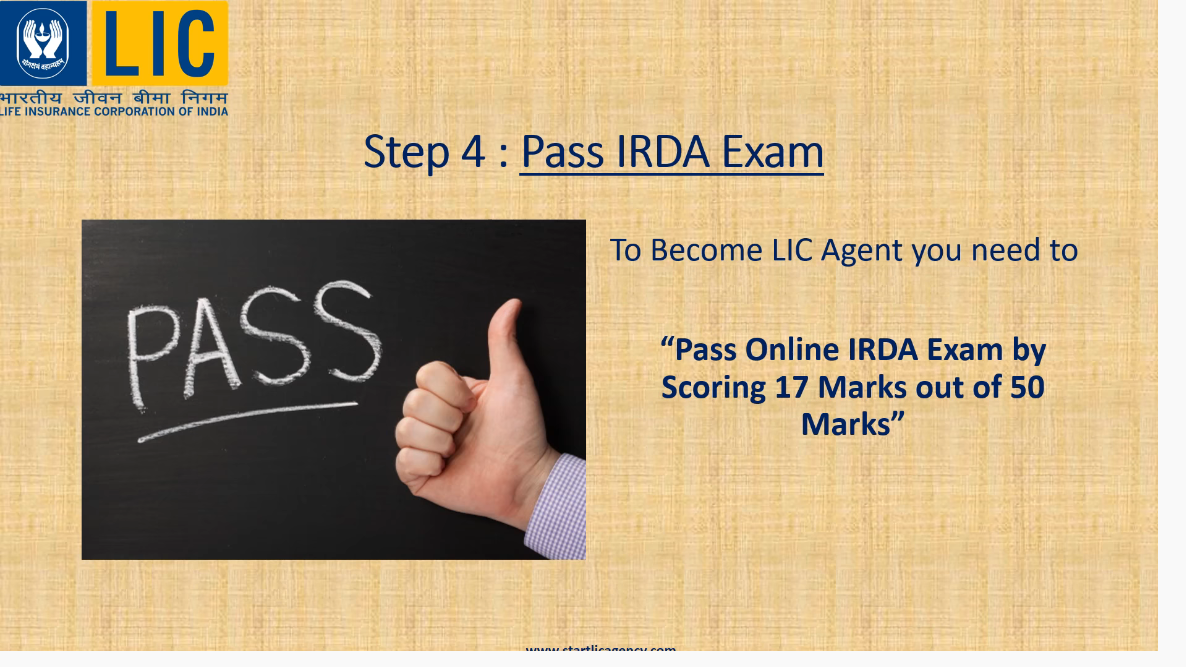 LIC
योगक्षेमं वहाम्यहम्
भारतीय जीवन बीमा निगम
LIFE INSURANCE CORPORATION OF INDIA
Step 4 : Pass IRDA Exam
PASS
To Become LIC Agent you need to
“Pass Online IRDA Exam by
Scoring 17 Marks out of 50
Marks”
www.startlicagency.com